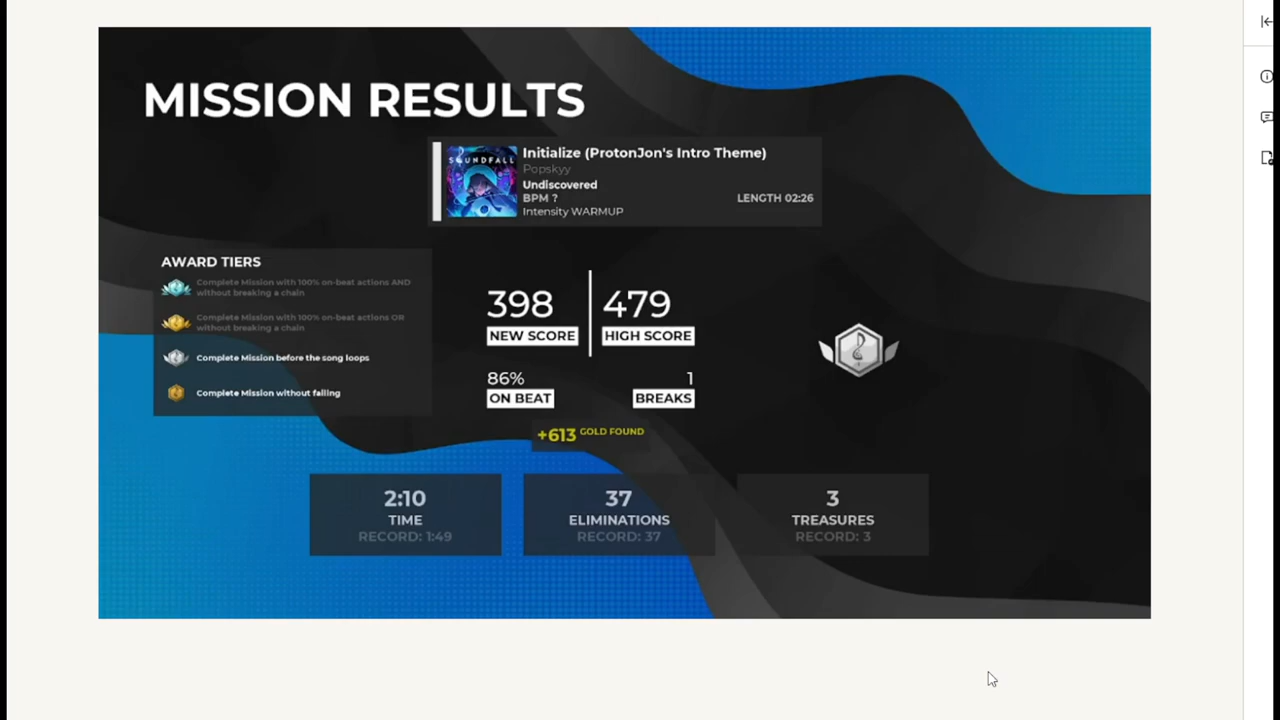 MISSION RESULTS
SOUNDFALL
Initialize (ProtonJon's Intro Theme)
Popskyy
Undiscovered
BPM ?
LENGTH 02:26
Intensity WARMUP
AWARD TIERS
Complete Mission with 100% on-beat actions AND
without breaking a chain
Complete Mission with 100% on-beat actions OR
without breaking a chain
Complete Mission before the song loops
Complete Mission without failing
398
479
NEW SCORE
HIGH SCORE
86%
1
ON BEAT
BREAKS
+613 GOLD FOUND
2:10
TIME
RECORD: 1:49
37
ELIMINATIONS
RECORD: 37
3
TREASURES
RECORD: 3